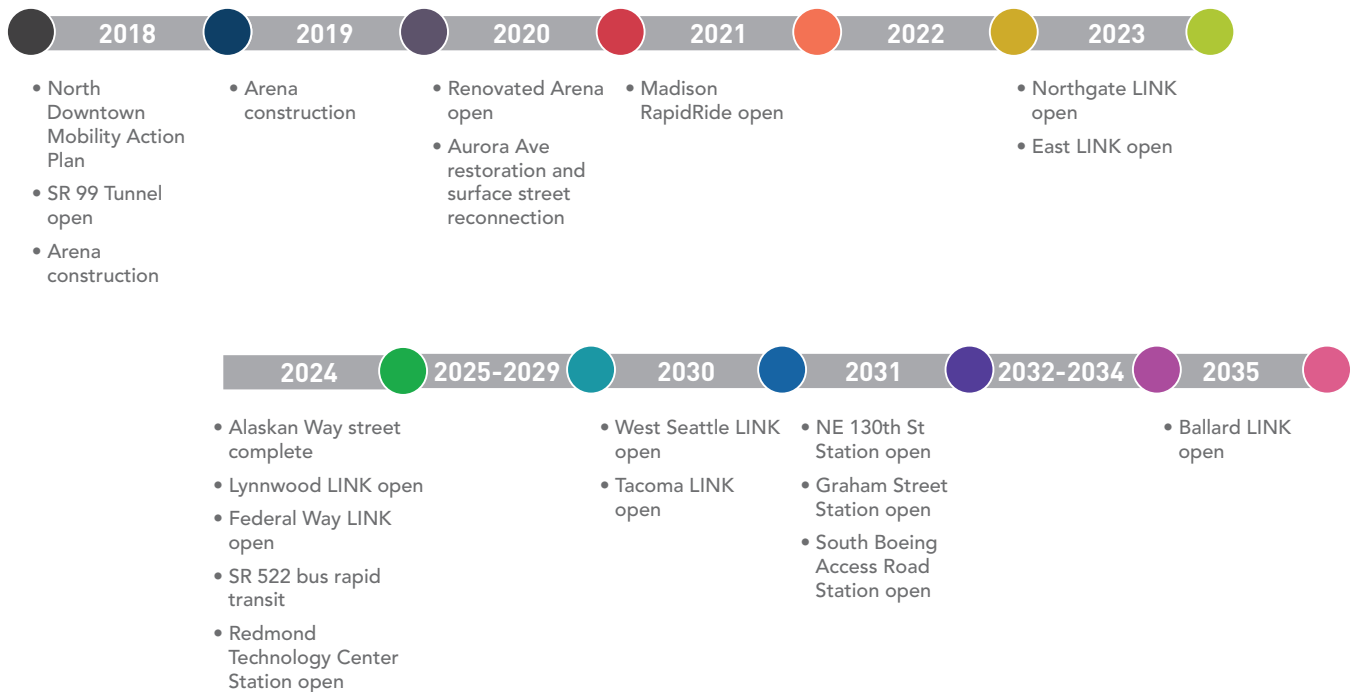 2018
2019
2020
2021
2022
2023
• North
Downtown
Mobility Action
Plan
• SR 99 Tunnel
open
• Arena
construction
• Arena
construction
• Renovated Arena
open
• Aurora Ave
restoration and
surface street
reconnection
• Madison
RapidRide open
• Northgate LINK
open
• East LINK open
2024
2025-2029
2030
2031
2032-2034
2035
• Alaskan Way street
complete
• Lynnwood LINK open
• Federal Way LINK
open
• SR 522 bus rapid
transit
• Redmond
Technology Center
Station open
• West Seattle LINK
open
• Tacoma LINK
open
• NE 130th St
Station open
• Graham Street
Station open
• South Boeing
Access Road
Station open
• Ballard LINK
open